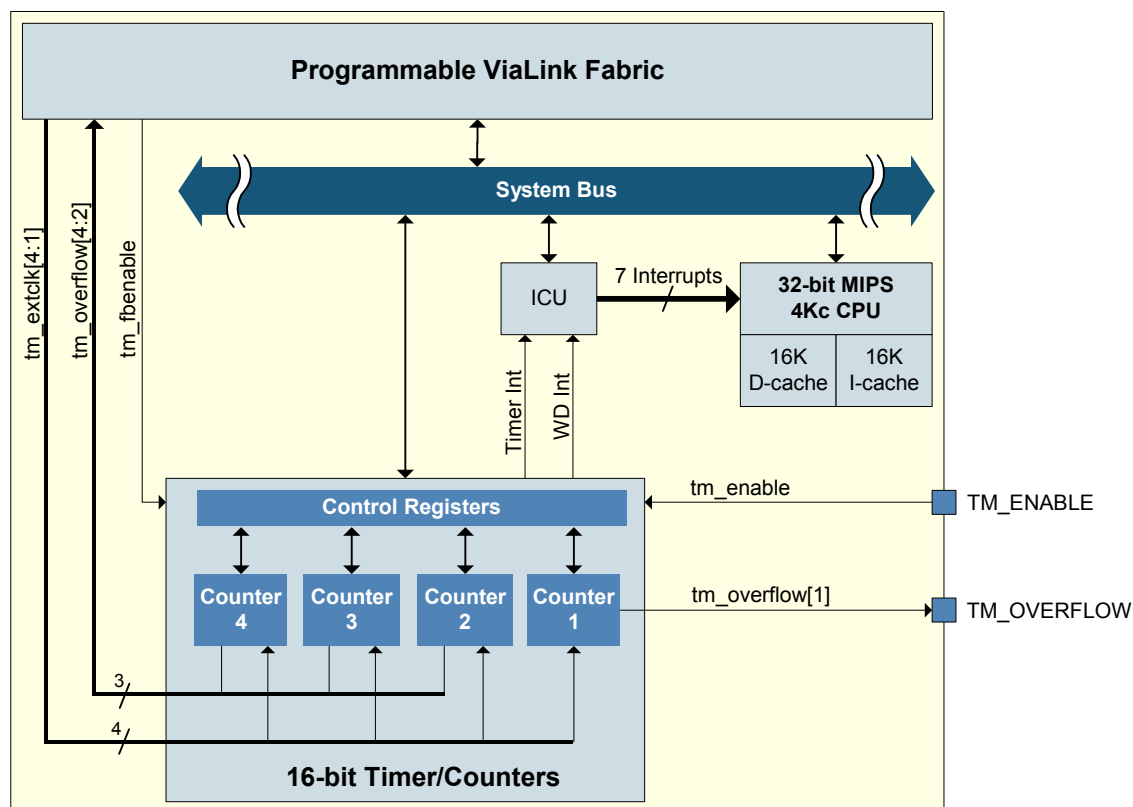 Programmable ViaLink Fabric
System Bus
tm_extclk[4:1]
tm_overflow[4:2]
tm_fbenable
ICU
7 Interrupts
32-bit MIPS
4Kc CPU
16K
D-cache
16K
I-cache
Timer Int
WD Int
Control Registers
tm_enable
TM_ENABLE
Counter
4
Counter
3
Counter
2
Counter
1
tm_overflow[1]
TM_OVERFLOW
3
4
16-bit Timer/Counters